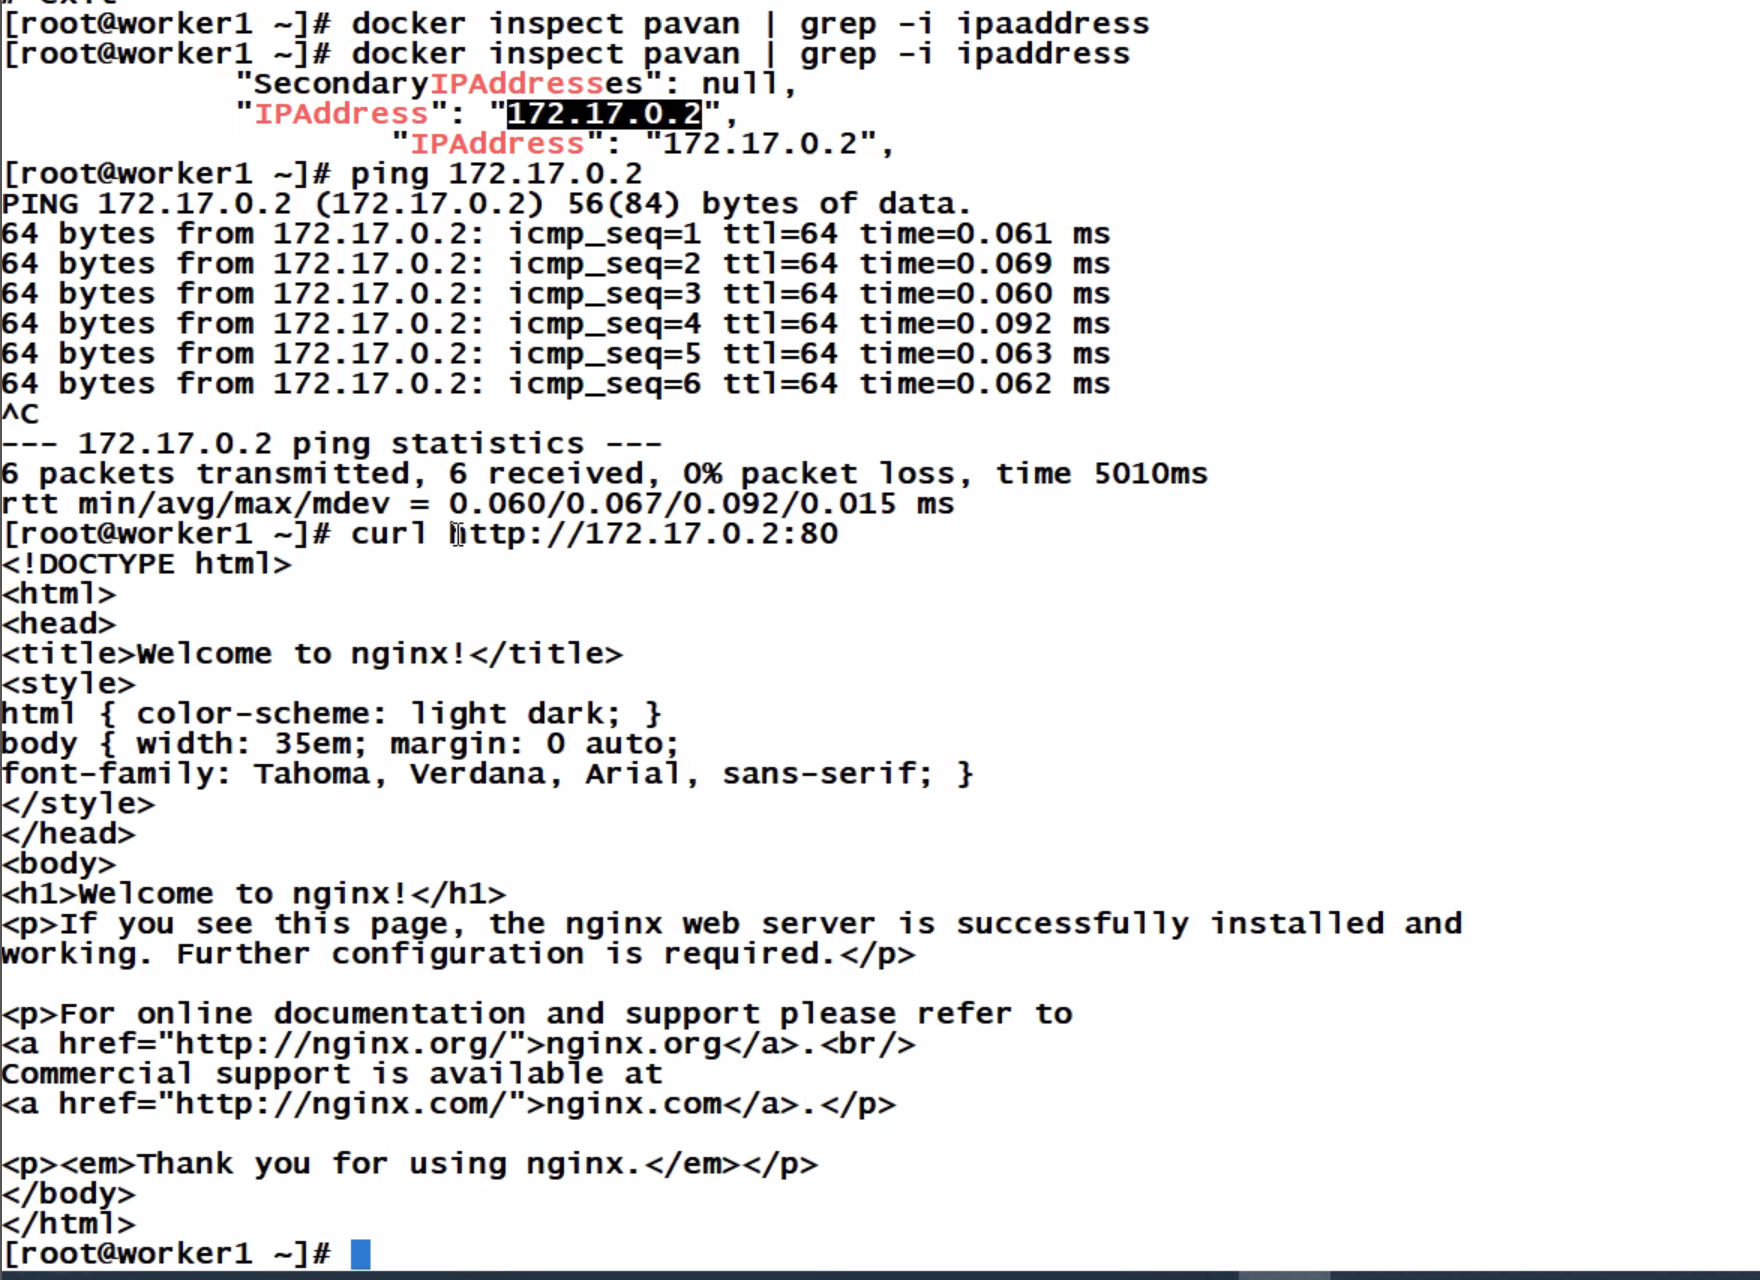 [root@worker1 ~]# docker inspect pavan | grep -i ipaaddress
[root@worker1 ~]# docker inspect pavan | grep -i ipaddress
            "SecondaryIPAddresses": null,
            "IPAddress": "172.17.0.2",
                    "IPAddress": "172.17.0.2",
[root@worker1 ~]# ping 172.17.0.2
PING 172.17.0.2 (172.17.0.2) 56(84) bytes of data.
64 bytes from 172.17.0.2: icmp_seq=1 ttl=64 time=0.061 ms
64 bytes from 172.17.0.2: icmp_seq=2 ttl=64 time=0.069 ms
64 bytes from 172.17.0.2: icmp_seq=3 ttl=64 time=0.060 ms
64 bytes from 172.17.0.2: icmp_seq=4 ttl=64 time=0.092 ms
64 bytes from 172.17.0.2: icmp_seq=5 ttl=64 time=0.063 ms
64 bytes from 172.17.0.2: icmp_seq=6 ttl=64 time=0.062 ms
^C
--- 172.17.0.2 ping statistics ---
6 packets transmitted, 6 received, 0% packet loss, time 5010ms
rtt min/avg/max/mdev = 0.060/0.067/0.092/0.015 ms
[root@worker1 ~]# curl http://172.17.0.2:80
<!DOCTYPE html>
<html>
<head>
<title>Welcome to nginx!</title>
<style>
html { color-scheme: light dark; }
body { width: 35em; margin: 0 auto;
font-family: Tahoma, Verdana, Arial, sans-serif; }
</style>
</head>
<body>
<h1>Welcome to nginx!</h1>
<p>If you see this page, the nginx web server is successfully installed and
working. Further configuration is required.</p>

<p>For online documentation and support please refer to
<a href="http://nginx.org/">nginx.org</a>.<br/>
Commercial support is available at
<a href="http://nginx.com/">nginx.com</a>.</p>

<p><em>Thank you for using nginx.</em></p>
</body>
</html>
[root@worker1 ~]#